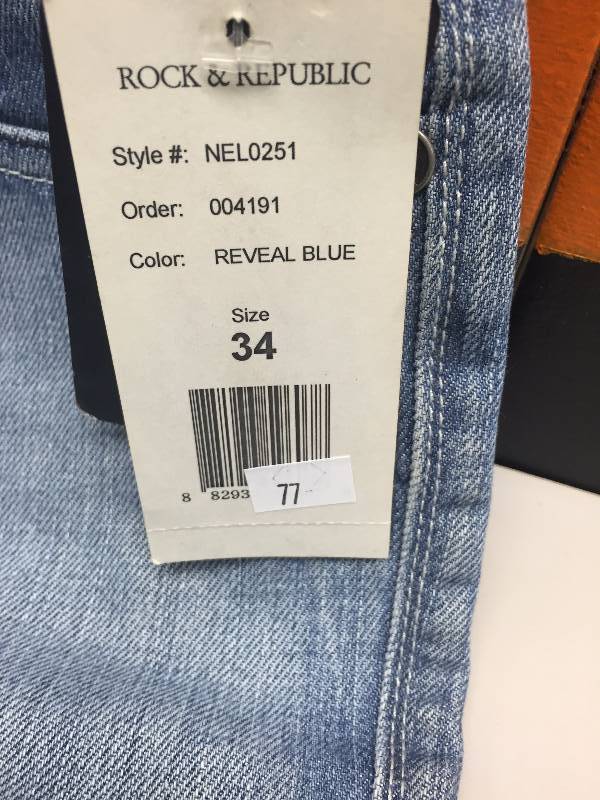 ROCK & REPUBLIC
Style #: NEL0251
Order: 004191
Color: REVEAL BLUE
Size
34
77
8 8293